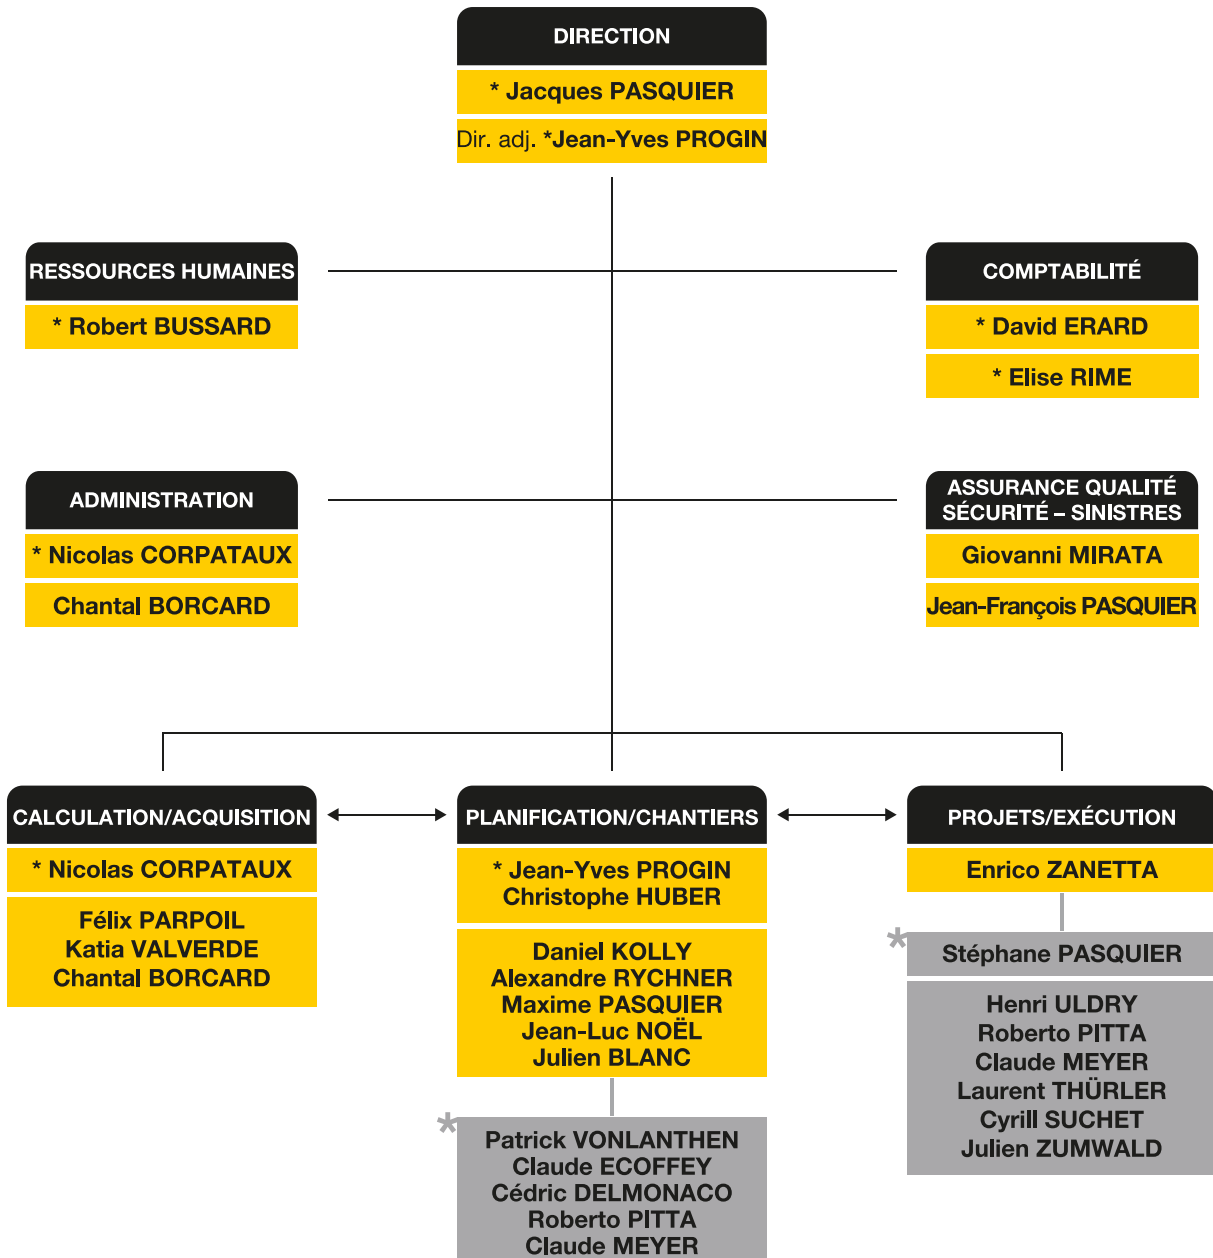 DIRECTION
* Jacques PASQUIER
Dir. adj. *Jean-Yves PROGIN
RESSOURCES HUMAINES
* Robert BUSSARD
COMPTABILITÉ
* David ERARD
* Elise RIME
ADMINISTRATION
* Nicolas CORPATAUX
Chantal BORCARD
ASSURANCE QUALITÉ
SÉCURITÉ – SINISTRES
Giovanni MIRATA
Jean-François PASQUIER
CALCULATION/ACQUISITION
* Nicolas CORPATAUX
Félix PARPOIL
Katia VALVERDE
Chantal BORCARD
PLANIFICATION/CHANTIERS
* Jean-Yves PROGIN
Christophe HUBER
Daniel KOLLY
Alexandre RYCHNER
Maxime PASQUIER
Jean-Luc NOËL
Julien BLANC
*
Patrick VONLANTHEN
Claude ECOFFEY
Cédric DELMONACO
Roberto PITTA
Claude MEYER
PROJETS/EXÉCUTION
Enrico ZANETTA
*
Stéphane PASQUIER
Henri ULDRY
Roberto PITTA
Claude MEYER
Laurent THÜRLER
Cyrill SUCHET
Julien ZUMWALD